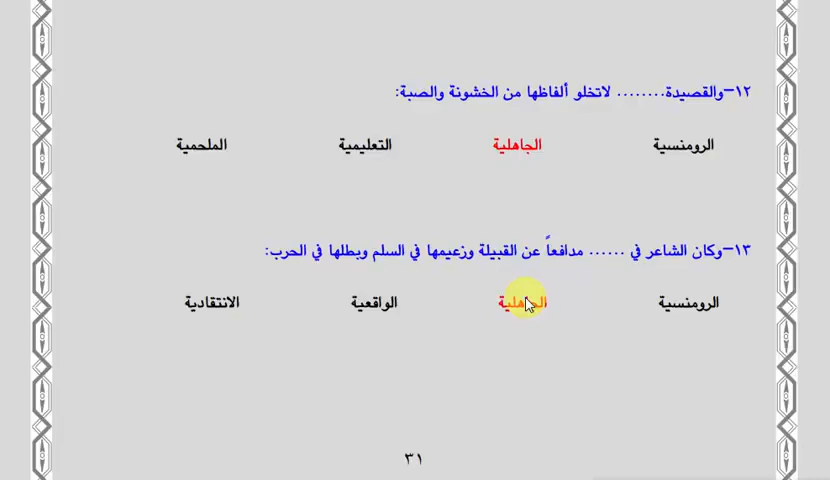 ١٢-والقصيدة........ لاتخلو ألفاظها من الخشونة والصبة:
الرومنسية الجاهلية التعليمية الملحمية
١٣-وكان الشاعر في ...... مدافعاً عن القبيلة وزعيمها في السلم وبطلها في الحرب:
الرومنسية الجاهلية الواقعية الانتقادية
٣١